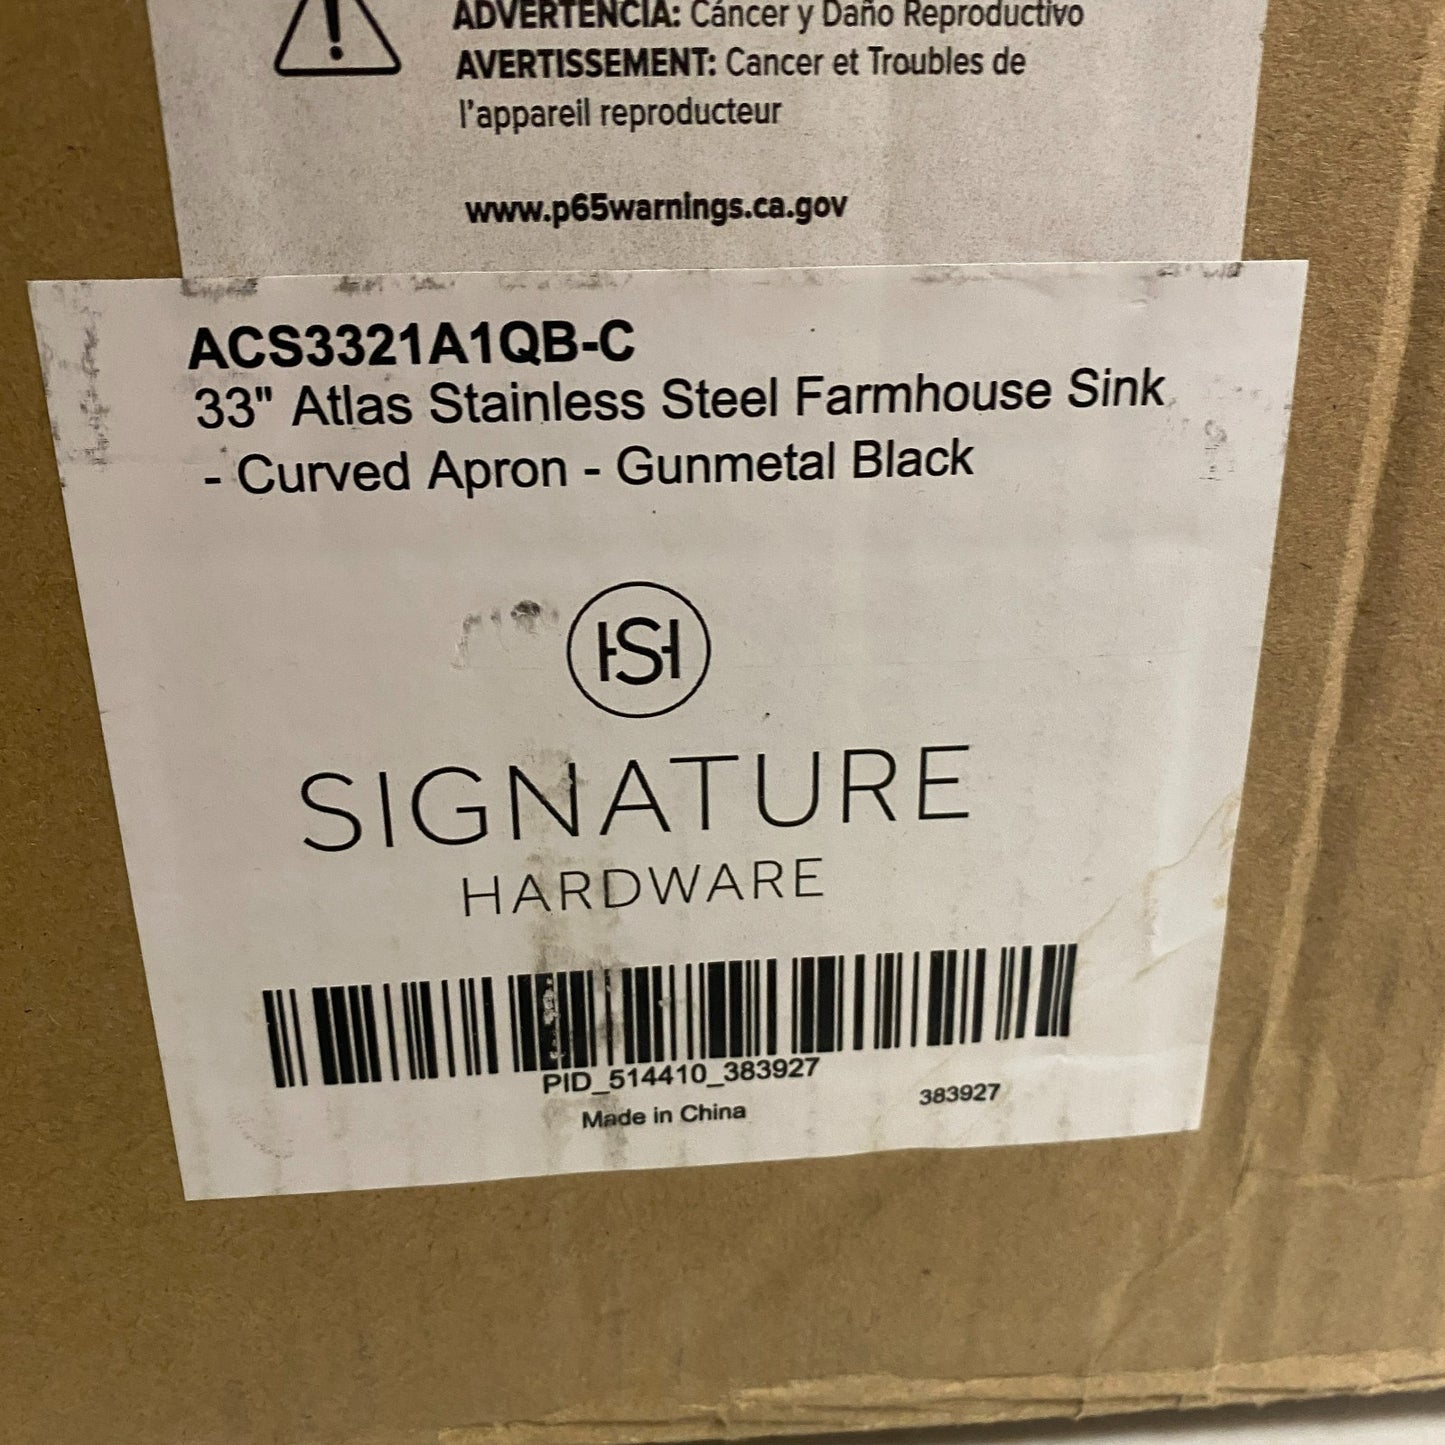 ADVERTENCIA: Cáncer y Daño Reproductivo
AVERTISSEMENT: Cancer et Troubles de
l'appareil reproducteur
www.p65warnings.ca.gov
ACS3321A1QB-C
33" Atlas Stainless Steel Farmhouse Sink
- Curved Apron - Gunmetal Black
HSH
SIGNATURE
HARDWARE
PID_514410_383927
Made in China
383927